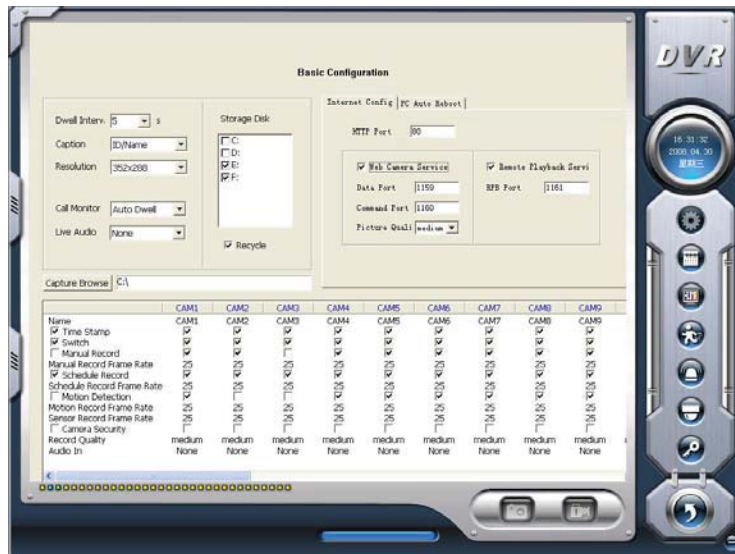 DVR
16:31:32
2008.04.30
星期三
Basic Configuration
Dwell Interv. 5 s
Caption ID/Name
Resolution 352x288
Call Monitor Auto Dwell
Live Audio None
Storage Disk
C:
D:
E:
F:
Recycle
Internet Config PC Auto Reboot
HTTP Port 80
Web Camera Service
Data Port 1159
Command Port 1160
Picture Quali medium
Remote Playback Servi
RPB Port 1161
Capture Browse C:\
CAM1 CAM2 CAM3 CAM4 CAM5 CAM6 CAM7 CAM8 CAM9
Name CAM1 CAM2 CAM3 CAM4 CAM5 CAM6 CAM7 CAM8 CAM9
Time Stamp
Switch
Manual Record
Manual Record Frame Rate 25 25 25 25 25 25 25 25 25
Schedule Record
Schedule Record Frame Rate 25 25 25 25 25 25 25 25 25
Motion Detection
Motion Record Frame Rate 25 25 25 25 25 25 25 25 25
Sensor Record Frame Rate 25 25 25 25 25 25 25 25 25
Camera Security
Record Quality medium medium medium medium medium medium medium medium medium
Audio In None None None None None None None None None